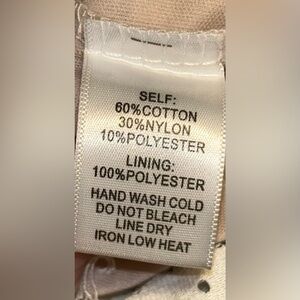 SELF:
60%COTTON
30%NYLON
10%POLYESTER
LINING:
100%POLYESTER
HAND WASH COLD
DO NOT BLEACH
LINE DRY
IRON LOW HEAT